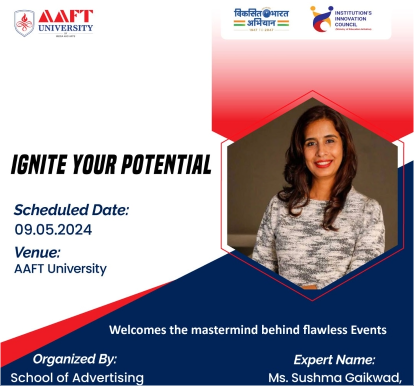 AAFT
UNIVERSITY
विकसित भारत
अभियान
INSTITUTION'S
INNOVATION
COUNCIL
IGNITE YOUR POTENTIAL
Scheduled Date:
09.05.2024
Venue:
AAFT University
Welcomes the mastermind behind flawless Events
Organized By:
School of Advertising
Expert Name:
Ms. Sushma Gaikwad,